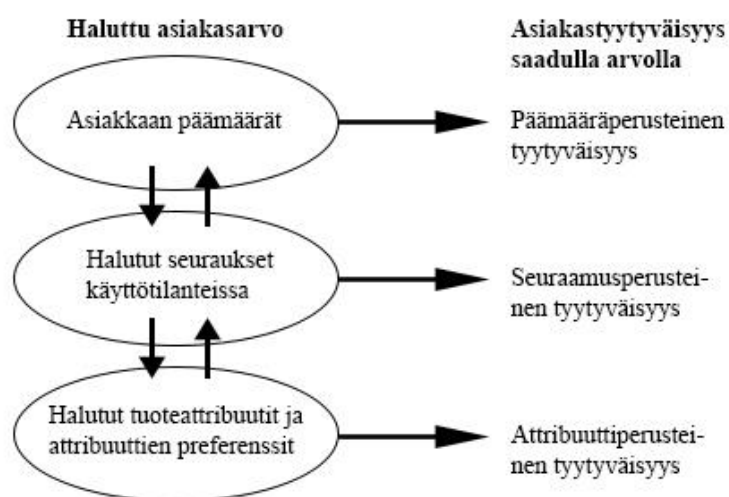 Haluttu asiakasarvo
Asiakastyytyväisyys
saadulla arvolla
Asiakkaan päämäärät
Päämääräperusteinen
tyytyväisyys
Halutut seuraukset
käyttötilanteissa
Seuraamusperustei-
nen tyytyväisyys
Halutut tuoteattribuutit ja
attribuuttien preferenssit
Attribuuttiperustei-
nen tyytyväisyys